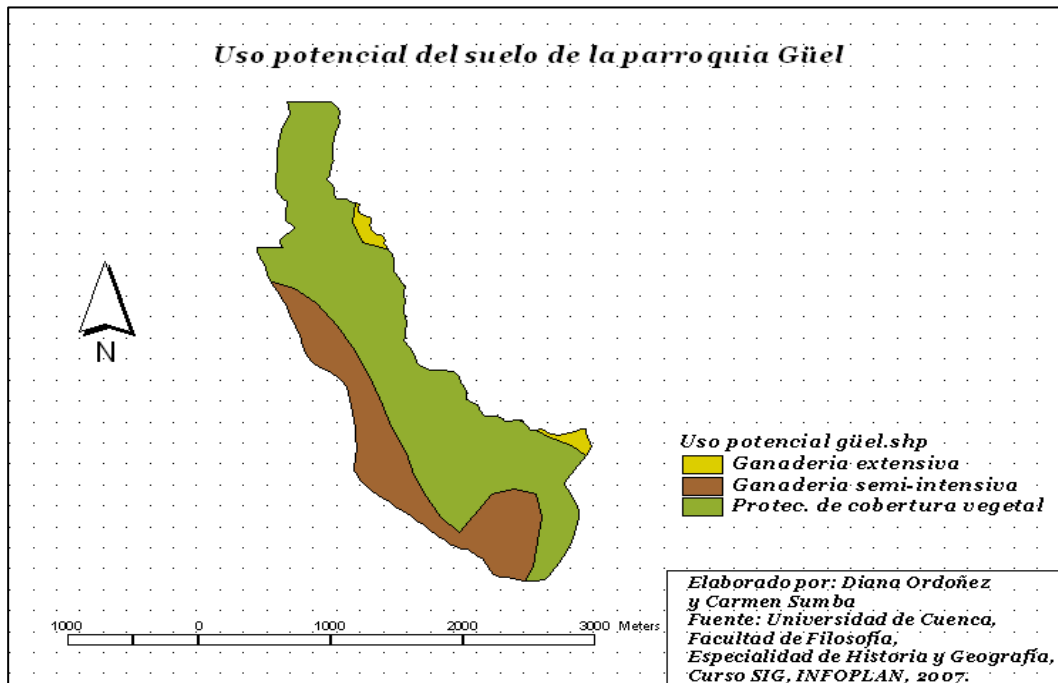 Uso potencial del suelo de la parroquia Güel
N
Uso potencial güel.shp
Ganaderia extensiva
Ganaderia semi-intensiva
Protec. de cobertura vegetal
1000 0 1000 2000 3000 Meters
Elaborado por: Diana Ordoñez
y Carmen Sumba
Fuente: Universidad de Cuenca,
Facultad de Filosofía,
Especialidad de Historia y Geografía,
Curso SIG, INFOPLAN, 2007.